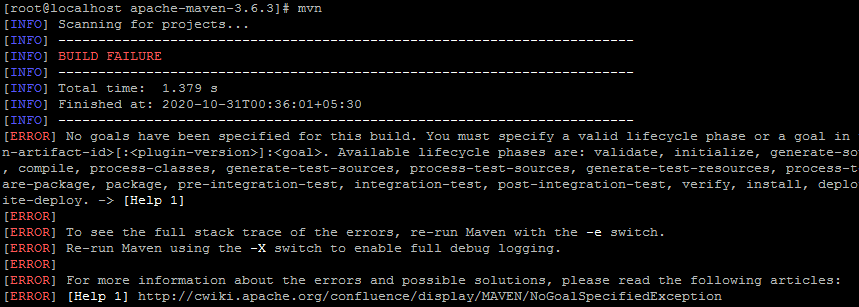 [root@localhost apache-maven-3.6.3]# mvn
[INFO] Scanning for projects...
[INFO] ------------------------------------------------------------------------
[INFO] BUILD FAILURE
[INFO] ------------------------------------------------------------------------
[INFO] Total time:  1.379 s
[INFO] Finished at: 2020-10-31T00:36:01+05:30
[INFO] ------------------------------------------------------------------------
[ERROR] No goals have been specified for this build. You must specify a valid lifecycle phase or a goal in
n-artifact-id>[:<plugin-version>]:<goal>. Available lifecycle phases are: validate, initialize, generate-so
, compile, process-classes, generate-test-sources, process-test-sources, generate-test-resources, process-t
are-package, package, pre-integration-test, integration-test, post-integration-test, verify, install, deplo
ite-deploy. -> [Help 1]
[ERROR]
[ERROR] To see the full stack trace of the errors, re-run Maven with the -e switch.
[ERROR] Re-run Maven using the -X switch to enable full debug logging.
[ERROR]
[ERROR] For more information about the errors and possible solutions, please read the following articles:
[ERROR] [Help 1] http://cwiki.apache.org/confluence/display/MAVEN/NoGoalSpecifiedException